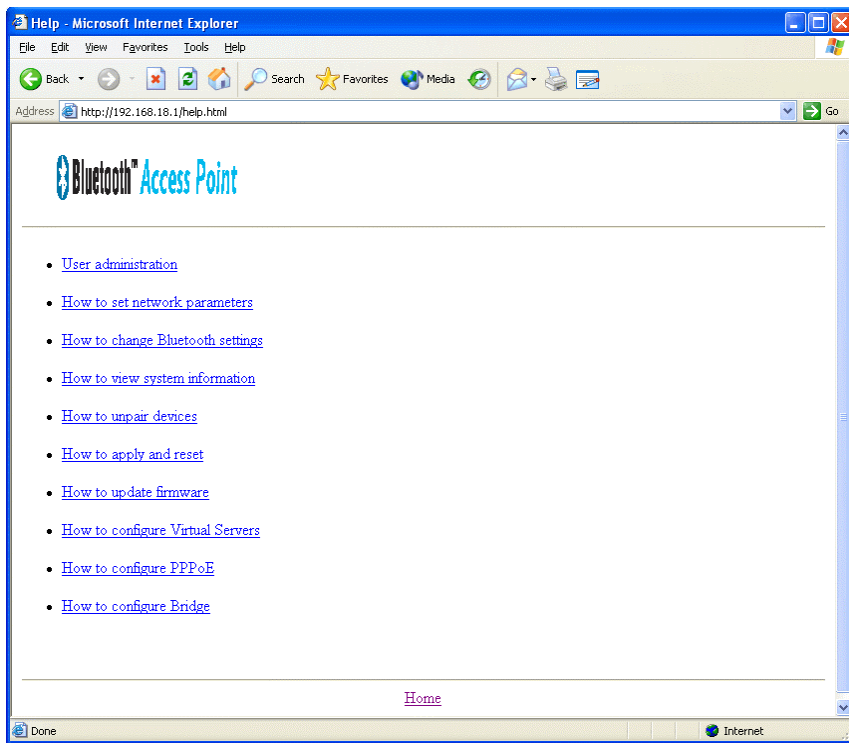 Help - Microsoft Internet Explorer
File Edit View Favorites Tools Help
Back Search Favorites Media
Address http://192.168.18.1/help.html Go
Bluetooth™ Access Point
User administration
How to set network parameters
How to change Bluetooth settings
How to view system information
How to unpair devices
How to apply and reset
How to update firmware
How to configure Virtual Servers
How to configure PPPoE
How to configure Bridge
Home
Done Internet